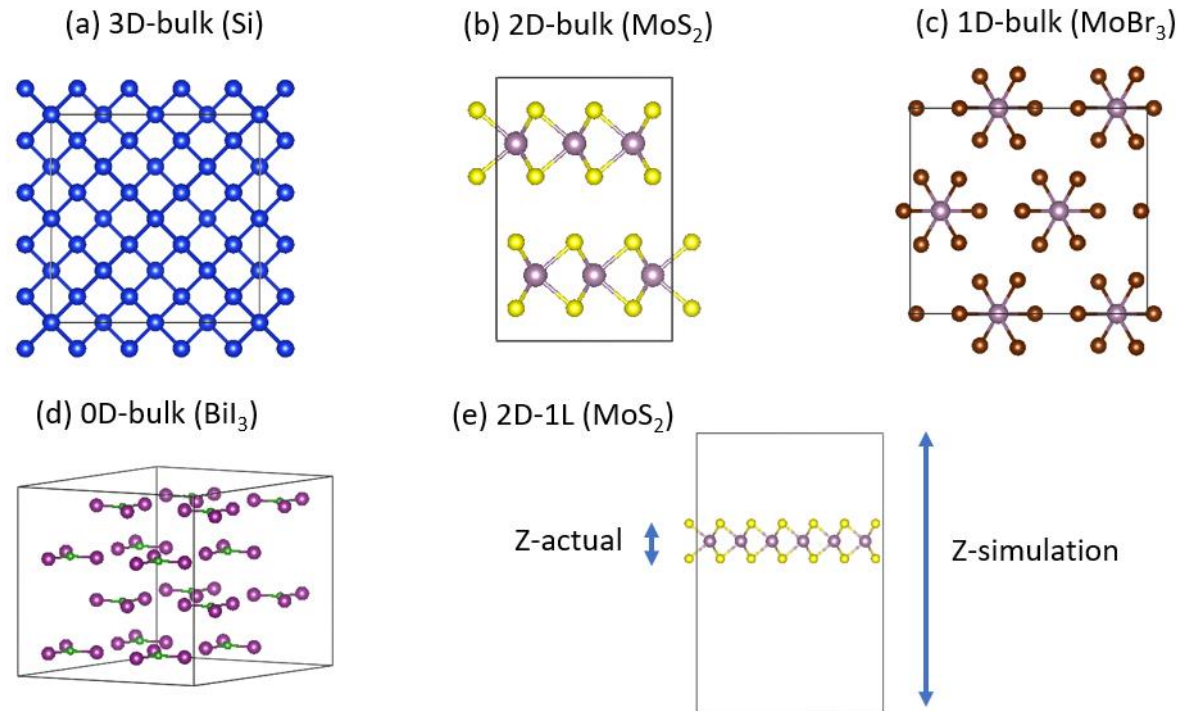 (a) 3D-bulk (Si)
(b) 2D-bulk (MoS₂)
(c) 1D-bulk (MoBr₃)
(d) 0D-bulk (BiI₃)
(e) 2D-1L (MoS₂)
Z-actual
Z-simulation